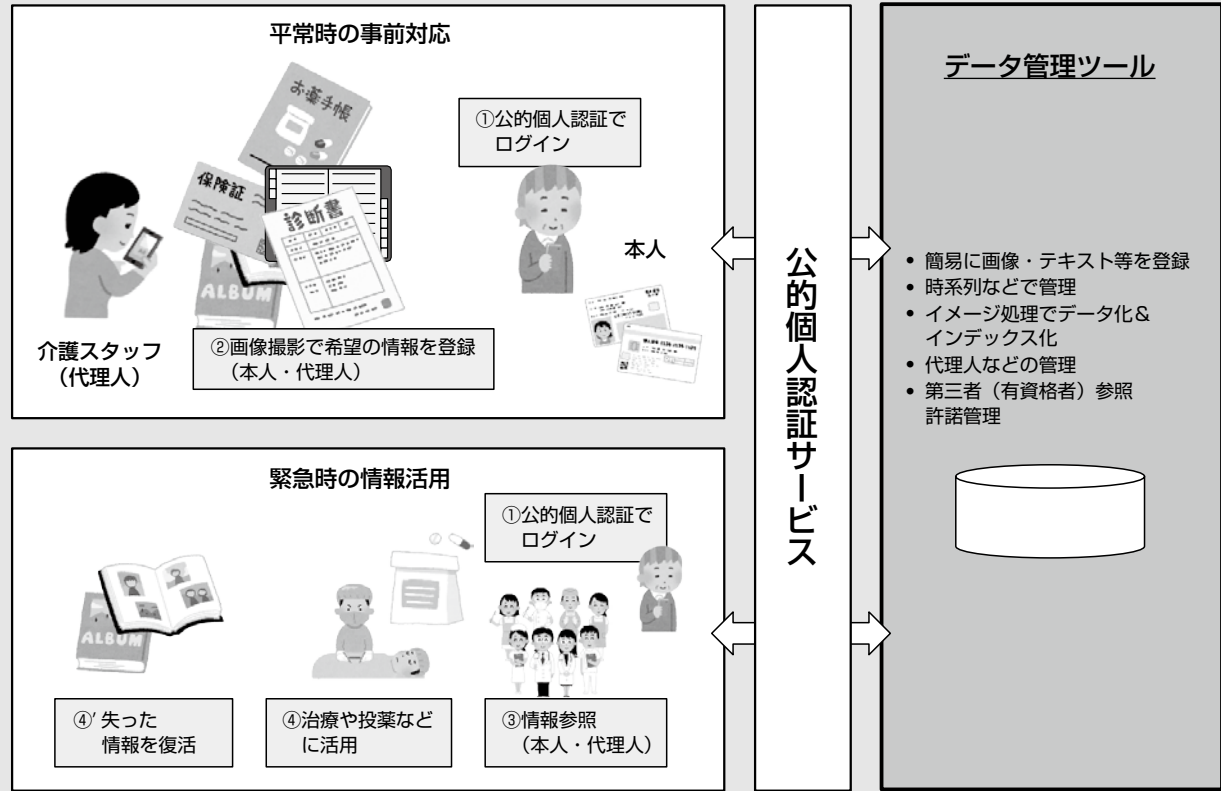 平常時の事前対応
お薬手帳
保険証
診断書
ALBUM
①公的個人認証で
ログイン
本人
介護スタッフ
（代理人）
②画像撮影で希望の情報を登録
（本人・代理人）
緊急時の情報活用
①公的個人認証で
ログイン
ALBUM
④′失った
情報を復活
④治療や投薬など
に活用
③情報参照
（本人・代理人）
公的個人認証サービス
データ管理ツール
• 簡易に画像・テキスト等を登録
• 時系列などで管理
• イメージ処理でデータ化＆
インデックス化
• 代理人などの管理
• 第三者（有資格者）参照
許諾管理